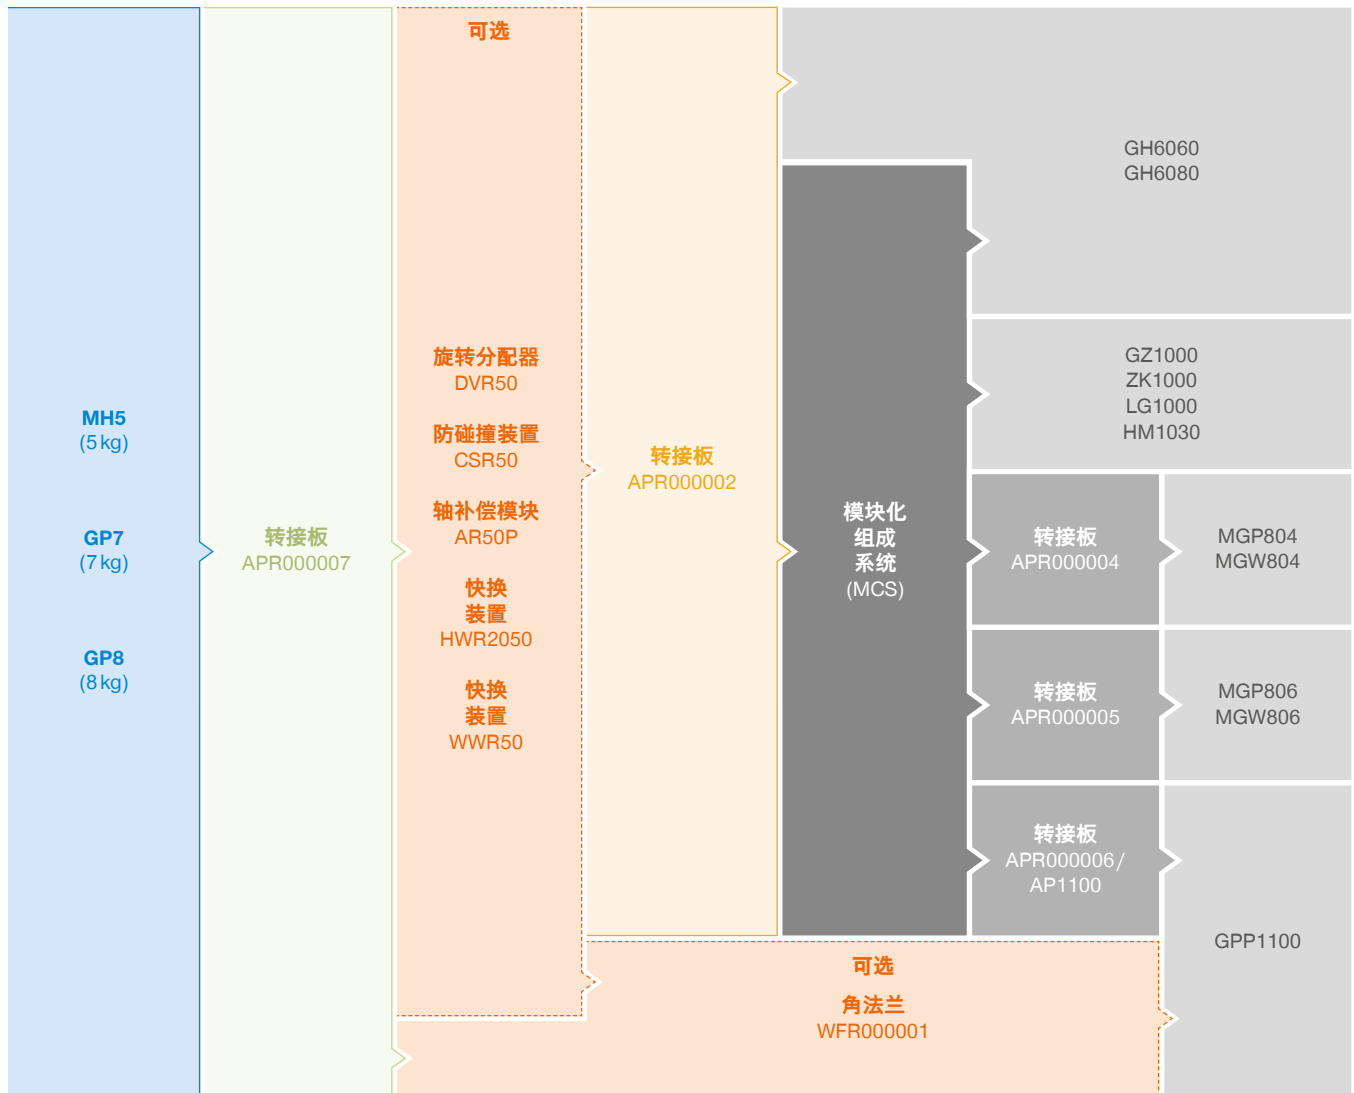 MH5
(5 kg)
GP7
(7 kg)
GP8
(8 kg)
转接板
APR000007
可选
旋转分配器
DVR50
防碰撞装置
CSR50
轴补偿模块
AR50P
快换
装置
HWR2050
快换
装置
WWR50
转接板
APR000002
模块化
组成
系统
(MCS)
GH6060
GH6080
GZ1000
ZK1000
LG1000
HM1030
转接板
APR000004
MGP804
MGW804
转接板
APR000005
MGP806
MGW806
转接板
APR000006 /
AP1100
GPP1100
可选
角法兰
WFR000001